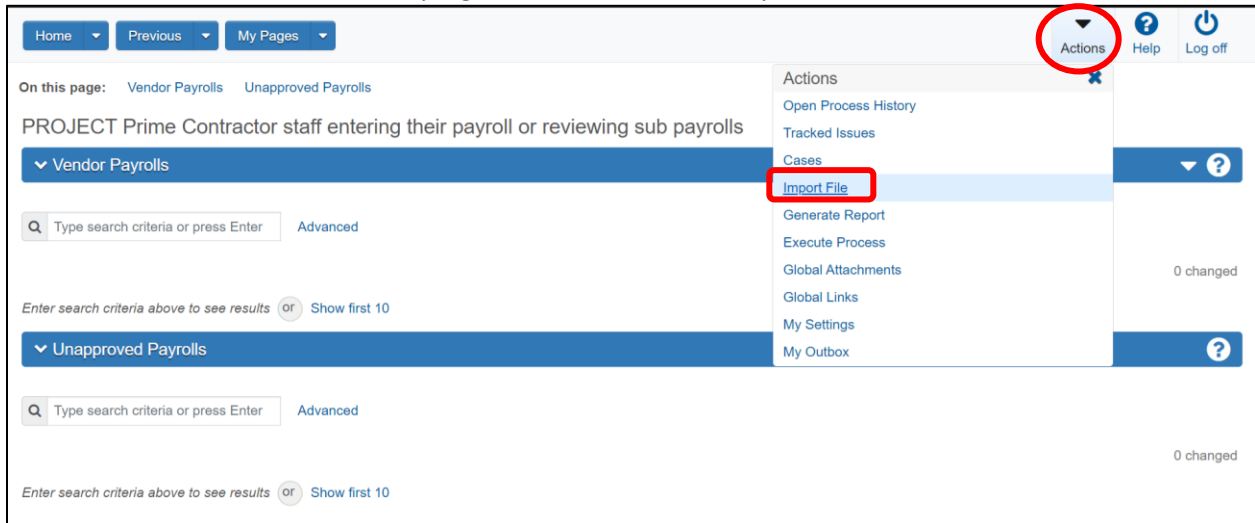 Home Previous My Pages
Actions Help Log off
On this page: Vendor Payrolls Unapproved Payrolls
PROJECT Prime Contractor staff entering their payroll or reviewing sub payrolls
Vendor Payrolls
Type search criteria or press Enter Advanced
0 changed
Enter search criteria above to see results or Show first 10
Unapproved Payrolls
Type search criteria or press Enter Advanced
0 changed
Enter search criteria above to see results or Show first 10
Actions
Open Process History
Tracked Issues
Cases
Import File
Generate Report
Execute Process
Global Attachments
Global Links
My Settings
My Outbox